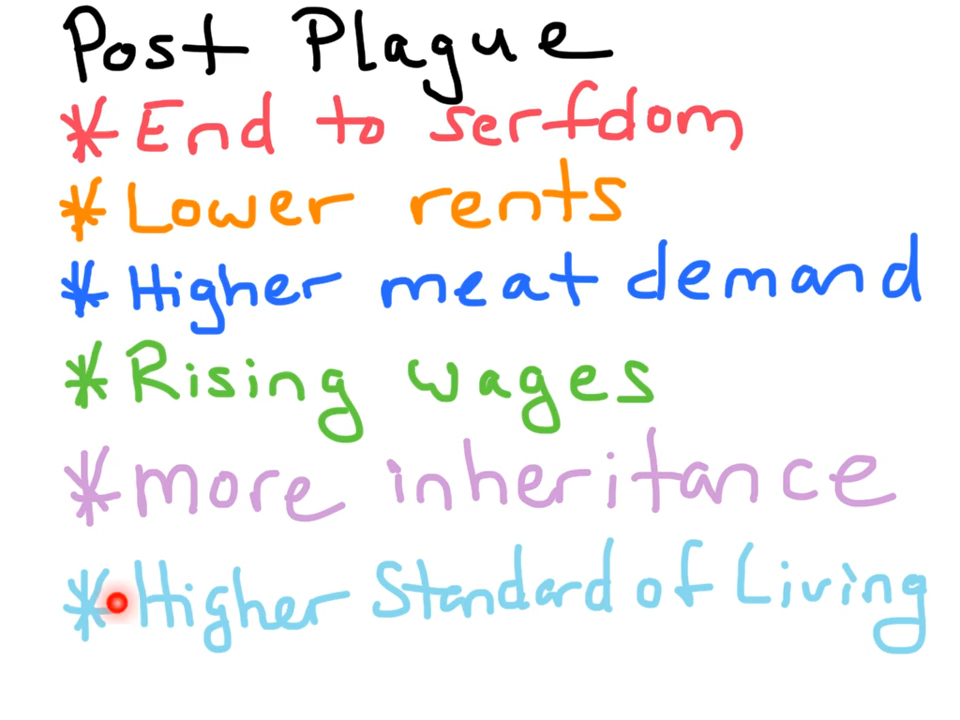 Post Plague
* End to serfdom
* Lower rents
* Higher meat demand
* Rising wages
* more inheritance
* Higher Standard of Living